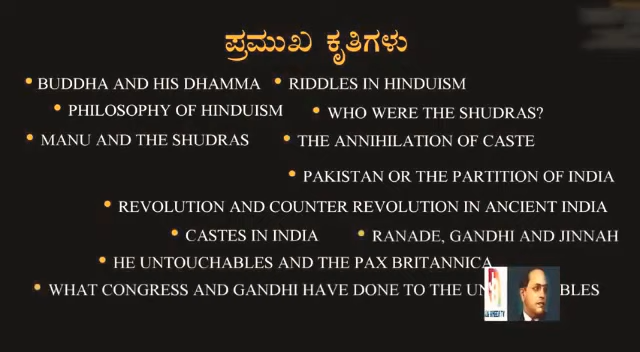 ಪ್ರಮುಖ ಕೃತಿಗಳು
• BUDDHA AND HIS DHAMMA • RIDDLES IN HINDUISM
• PHILOSOPHY OF HINDUISM • WHO WERE THE SHUDRAS?
• MANU AND THE SHUDRAS • THE ANNIHILATION OF CASTE
• PAKISTAN OR THE PARTITION OF INDIA
• REVOLUTION AND COUNTER REVOLUTION IN ANCIENT INDIA
• CASTES IN INDIA • RANADE, GANDHI AND JINNAH
• HE UNTOUCHABLES AND THE PAX BRITANNICA
• WHAT CONGRESS AND GANDHI HAVE DONE TO THE UN BLES